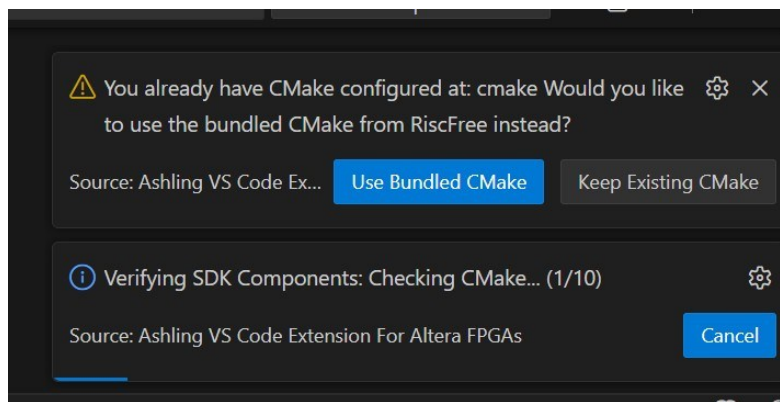 You already have CMake configured at: cmake Would you like
to use the bundled CMake from RiscFree instead?
Source: Ashling VS Code Ex... Use Bundled CMake Keep Existing CMake
Verifying SDK Components: Checking CMake... (1/10)
Source: Ashling VS Code Extension For Altera FPGAs Cancel